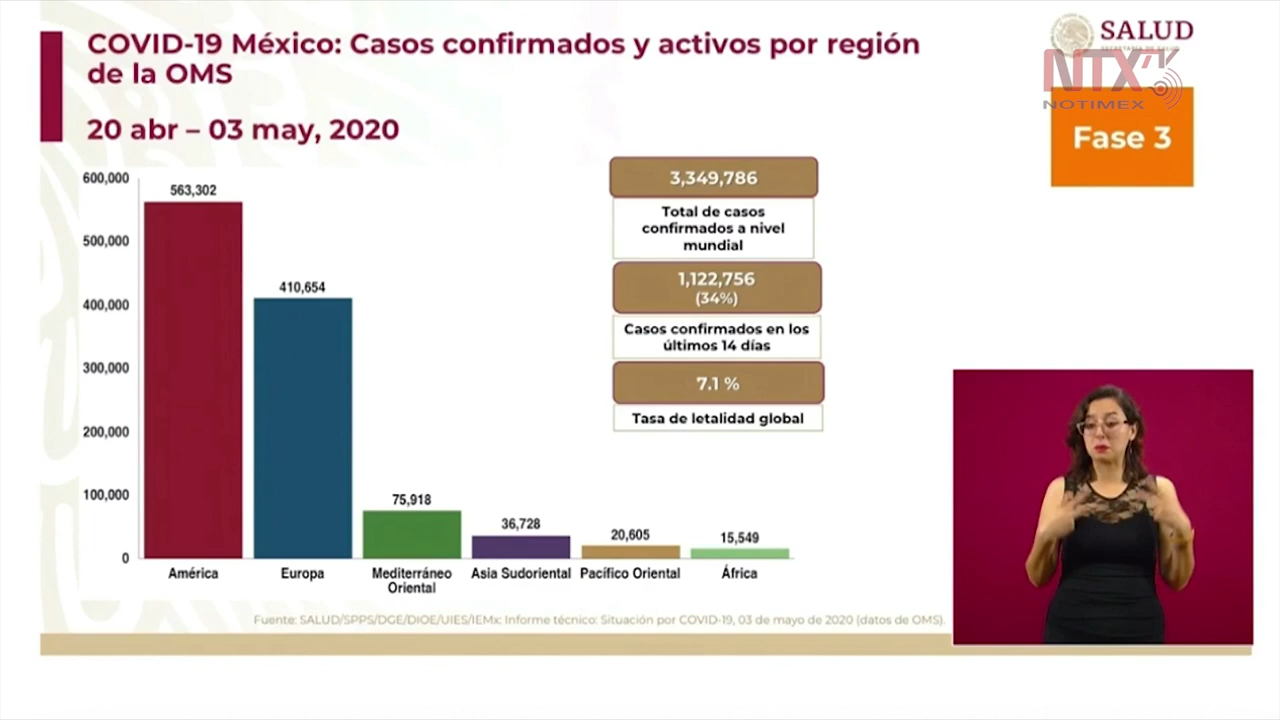 COVID-19 México: Casos confirmados y activos por región
de la OMS
20 abr – 03 may, 2020
SALUD
SECRETARÍA DE SALUD
NTX
NOTIMEX
Fase 3
600,000
500,000
400,000
300,000
200,000
100,000
0
563,302
410,654
75,918
36,728
20,605
15,549
América
Europa
Mediterráneo
Oriental
Asia Sudoriental
Pacífico Oriental
África
3,349,786
Total de casos
confirmados a nivel
mundial
1,122,756
(34%)
Casos confirmados en los
últimos 14 días
7.1 %
Tasa de letalidad global
Fuente: SALUD/SPPS/DGE/DIOE/UIES/IEMx: Informe técnico: Situación por COVID-19, 03 de mayo de 2020 (datos de OMS).